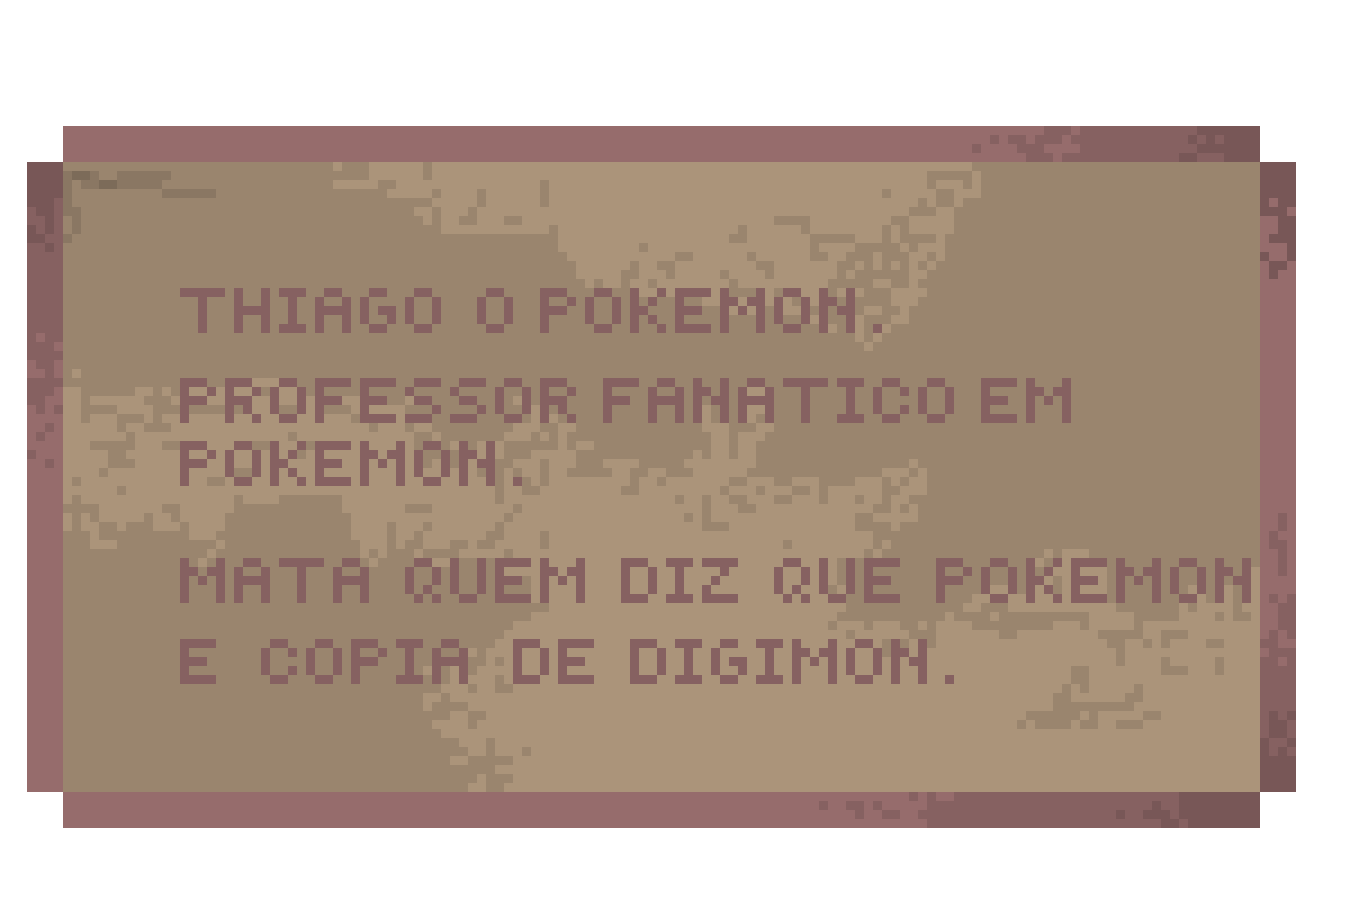 THIAGO O POKEMON.
PROFESSOR FANATICO EM
POKEMON.
MATA QUEM DIZ QUE POKEMON
E COPIA DE DIGIMON.